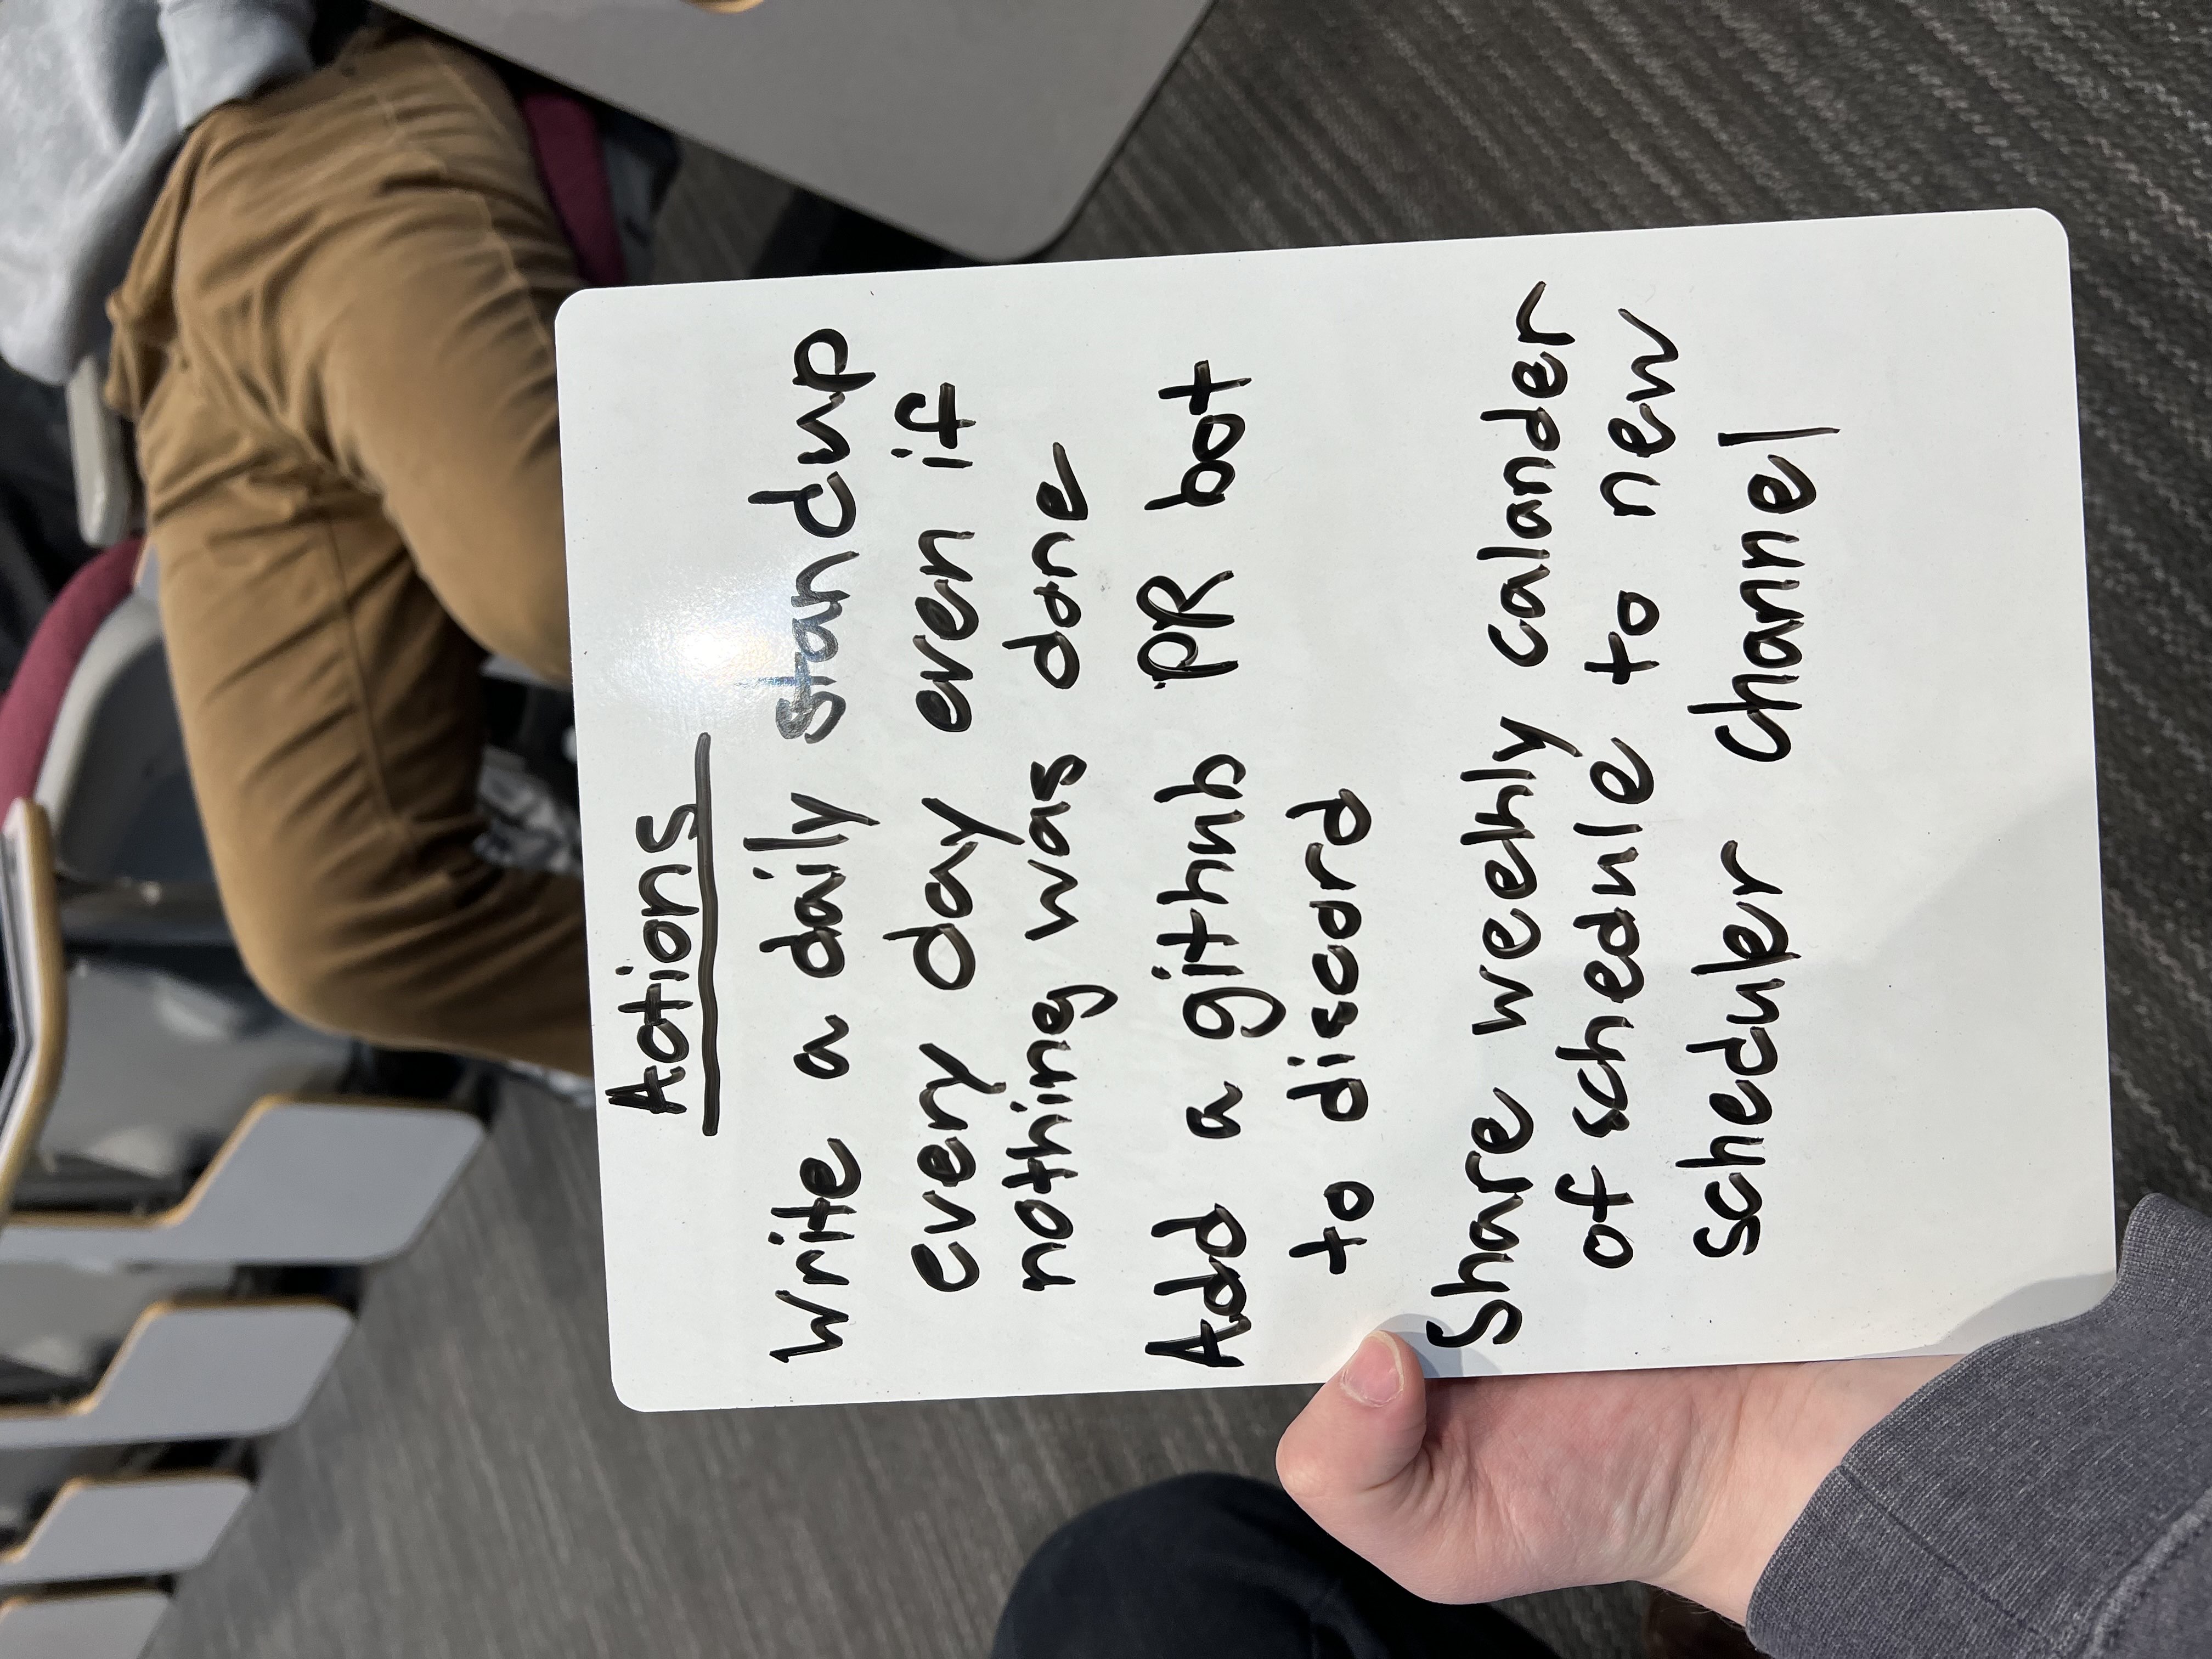 Actions
Write a daily standup
every day even if
nothing was done
Add a github PR bot
to discord
Share weekly calander
of schedule to new
scheduler channel